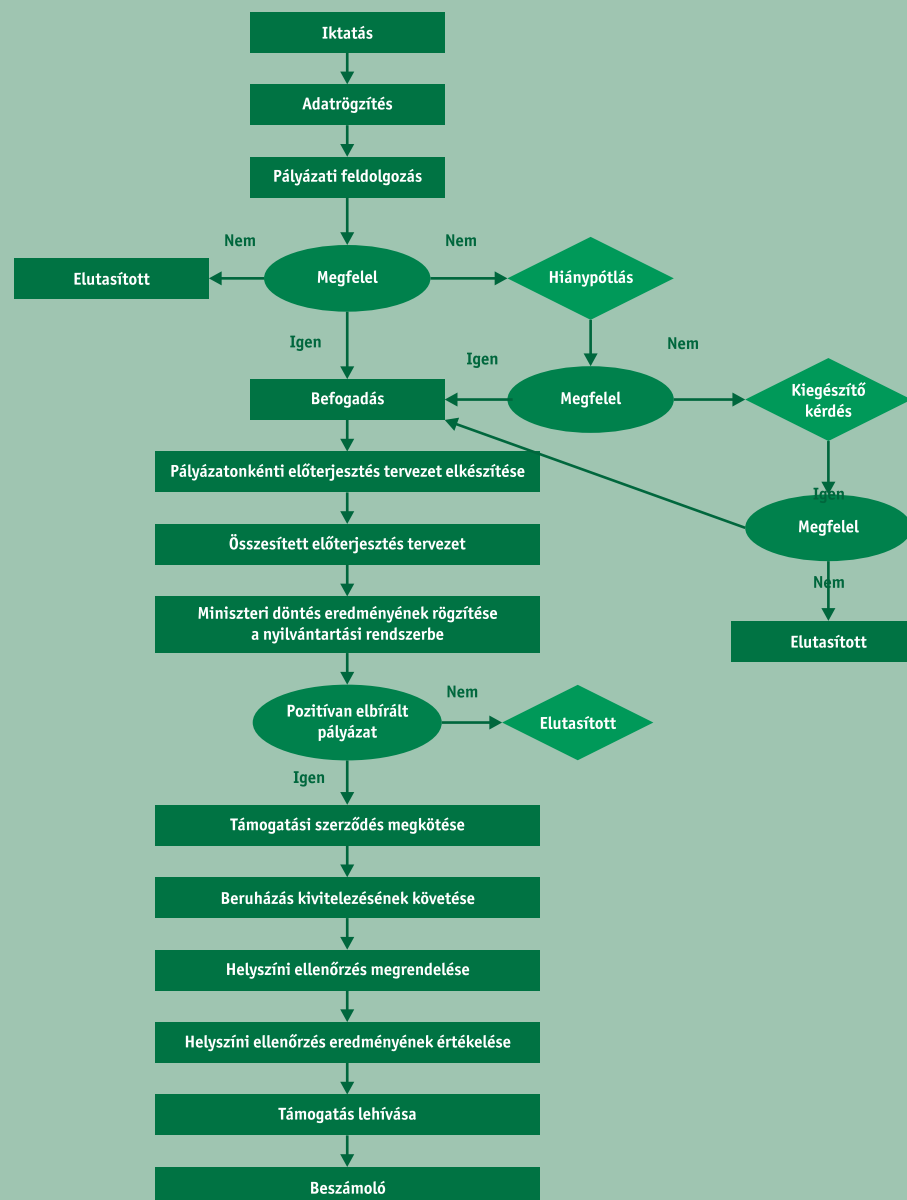 Iktatás
Adatrögzítés
Pályázati feldolgozás
Nem
Nem
Elutasított
Megfelel
Hiánypótlás
Igen
Igen
Nem
Befogadás
Megfelel
Kiegészítő
kérdés
Pályázatonkénti előterjesztés tervezet elkészítése
Igen
Összesített előterjesztés tervezet
Megfelel
Nem
Miniszteri döntés eredményének rögzítése
a nyilvántartási rendszerbe
Elutasított
Nem
Pozitívan elbírált
pályázat
Elutasított
Igen
Támogatási szerződés megkötése
Beruházás kivitelezésének követése
Helyszíni ellenőrzés megrendelése
Helyszíni ellenőrzés eredményének értékelése
Támogatás lehívása
Beszámoló